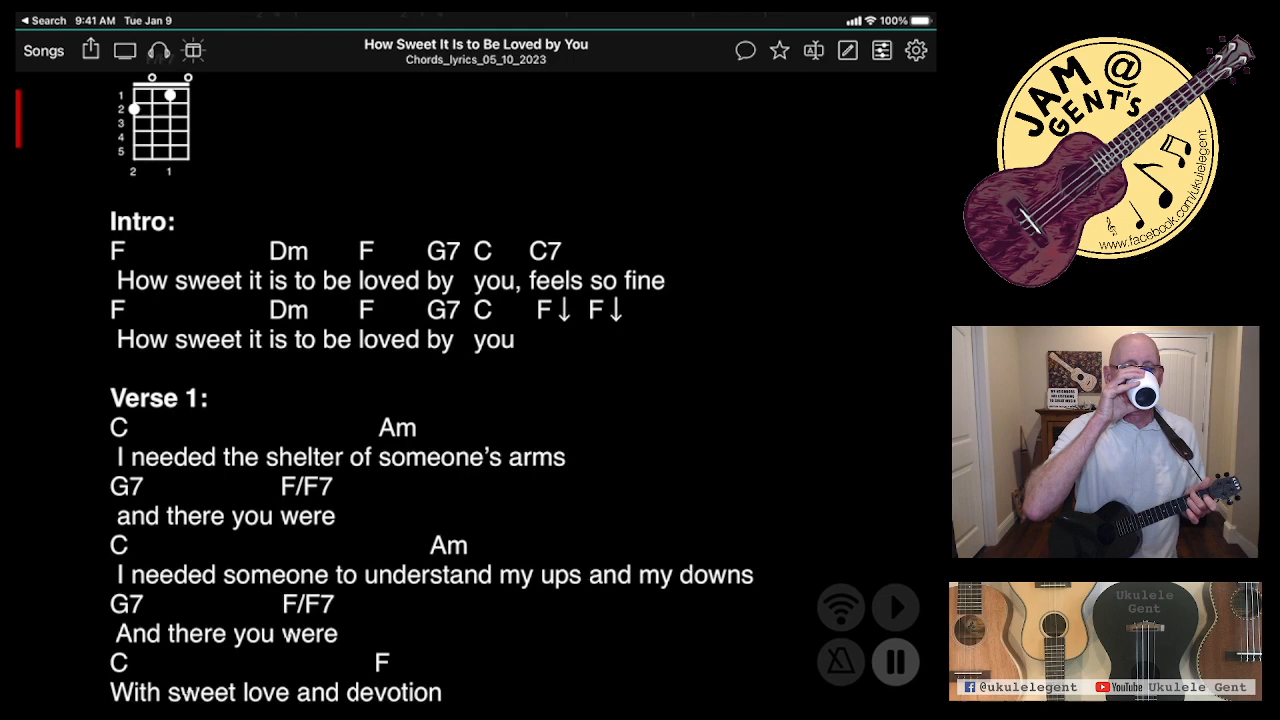 Search 9:41 AM Tue Jan 9 100%
Songs
How Sweet It Is to Be Loved by You
Chords_lyrics_05_10_2023
1
2
3
4
5
2 1
Intro:
F Dm F G7 C C7
How sweet it is to be loved by you, feels so fine
F Dm F G7 C F↓ F↓
How sweet it is to be loved by you
Verse 1:
C Am
I needed the shelter of someone’s arms
G7 F/F7
and there you were
C Am
I needed someone to understand my ups and my downs
G7 F/F7
And there you were
C F
With sweet love and devotion
JAM @
GENT'S
www.facebook.com/ukulelegent
Ukulele
Gent
@ukulelegent YouTube Ukulele Gent